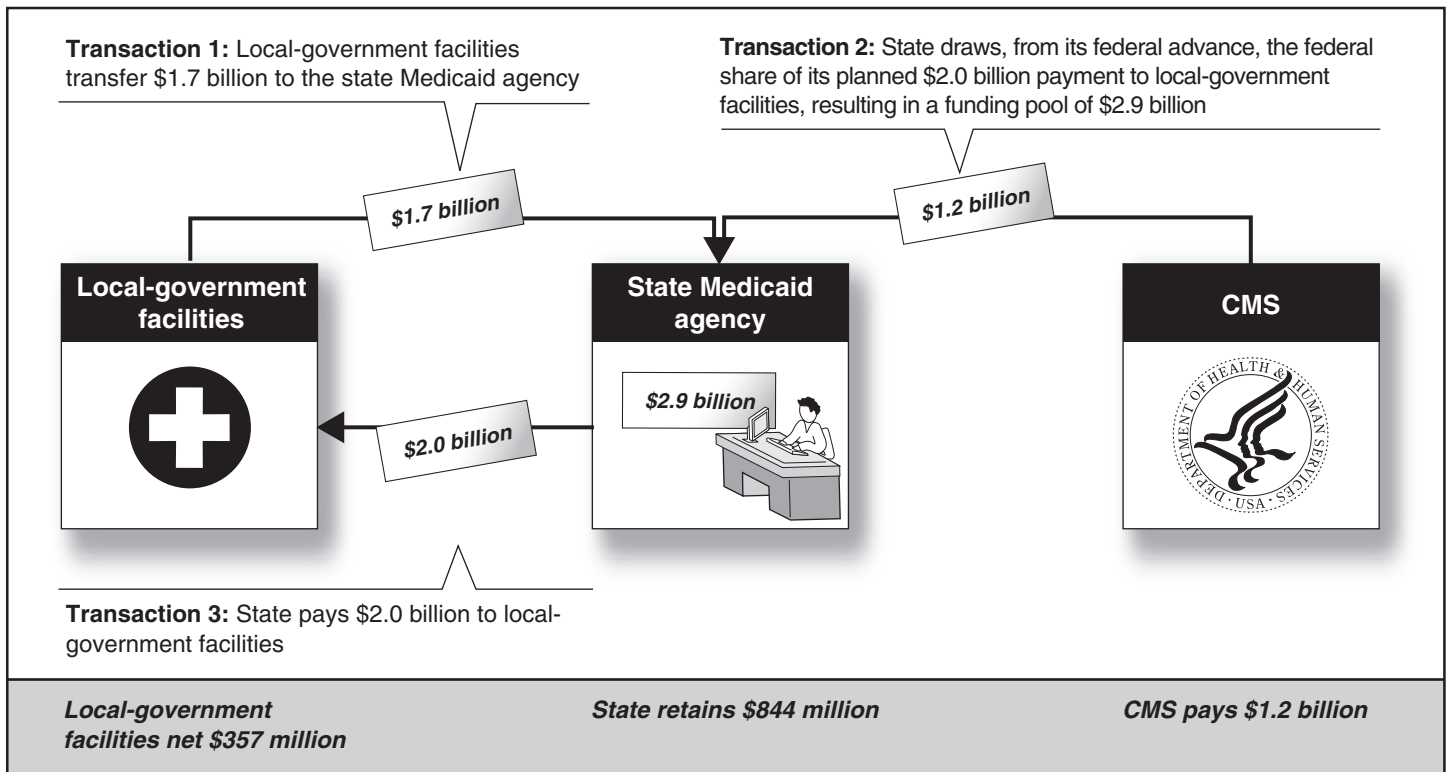 Transaction 1: Local-government facilities
transfer $1.7 billion to the state Medicaid agency
Transaction 2: State draws, from its federal advance, the federal
share of its planned $2.0 billion payment to local-government
facilities, resulting in a funding pool of $2.9 billion
$1.7 billion
$1.2 billion
Local-government
facilities
State Medicaid
agency
CMS
$2.9 billion
$2.0 billion
DEPARTMENT OF HEALTH & HUMAN SERVICES · USA ·
Transaction 3: State pays $2.0 billion to local-
government facilities
Local-government
facilities net $357 million
State retains $844 million
CMS pays $1.2 billion